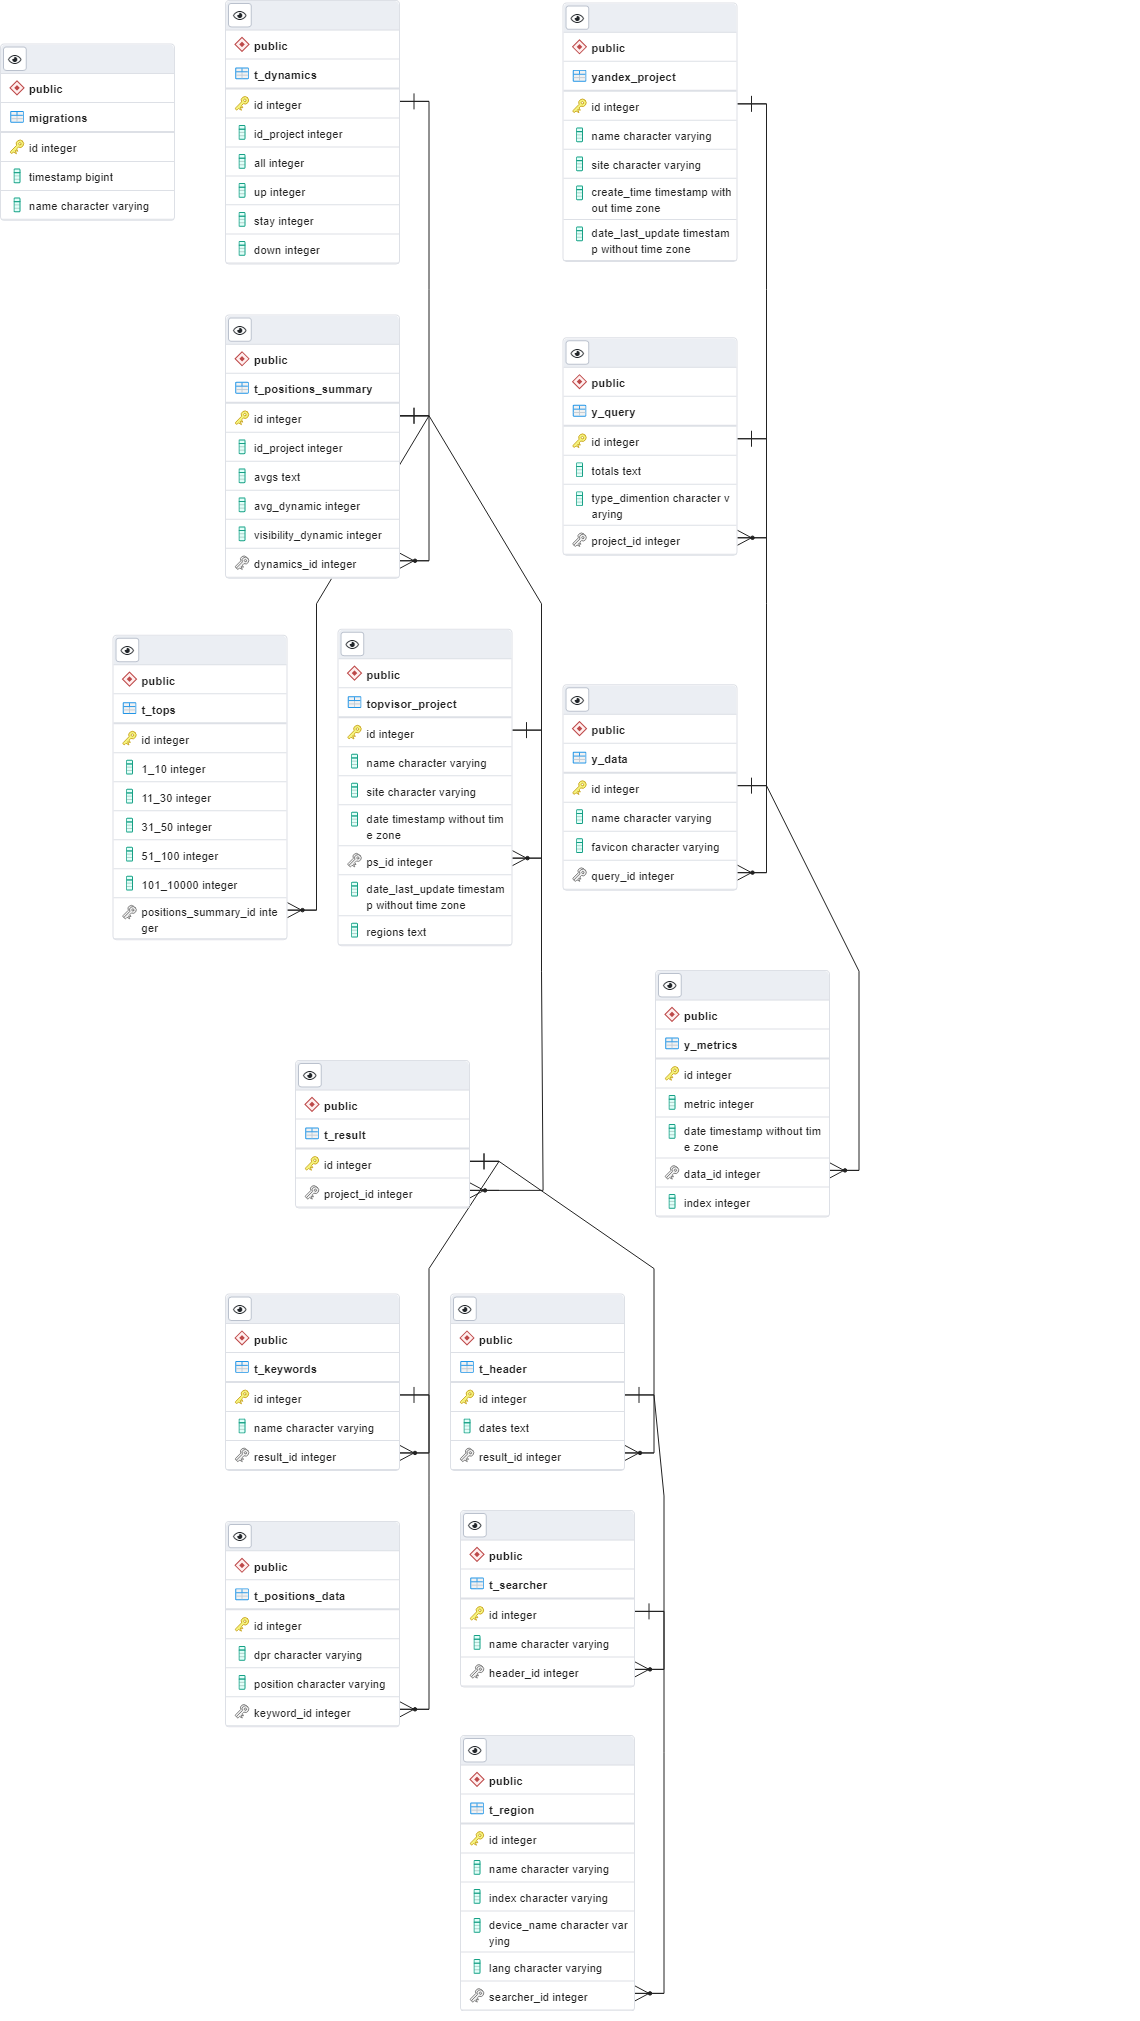 public
migrations
id integer
timestamp bigint
name character varying
public
t_dynamics
id integer
id_project integer
all integer
up integer
stay integer
down integer
public
yandex_project
id integer
name character varying
site character varying
create_time timestamp with
out time zone
date_last_update timestam
p without time zone
public
t_positions_summary
id integer
id_project integer
avgs text
avg_dynamic integer
visibility_dynamic integer
dynamics_id integer
public
y_query
id integer
totals text
type_dimention character v
arying
project_id integer
public
t_tops
id integer
1_10 integer
11_30 integer
31_50 integer
51_100 integer
101_10000 integer
positions_summary_id inte
ger
public
topvisor_project
id integer
name character varying
site character varying
date timestamp without tim
e zone
ps_id integer
date_last_update timestam
p without time zone
regions text
public
y_data
id integer
name character varying
favicon character varying
query_id integer
public
y_metrics
id integer
metric integer
date timestamp without tim
e zone
data_id integer
index integer
public
t_result
id integer
project_id integer
public
t_keywords
id integer
name character varying
result_id integer
public
t_header
id integer
dates text
result_id integer
public
t_positions_data
id integer
dpr character varying
position character varying
keyword_id integer
public
t_searcher
id integer
name character varying
header_id integer
public
t_region
id integer
name character varying
index character varying
device_name character var
ying
lang character varying
searcher_id integer